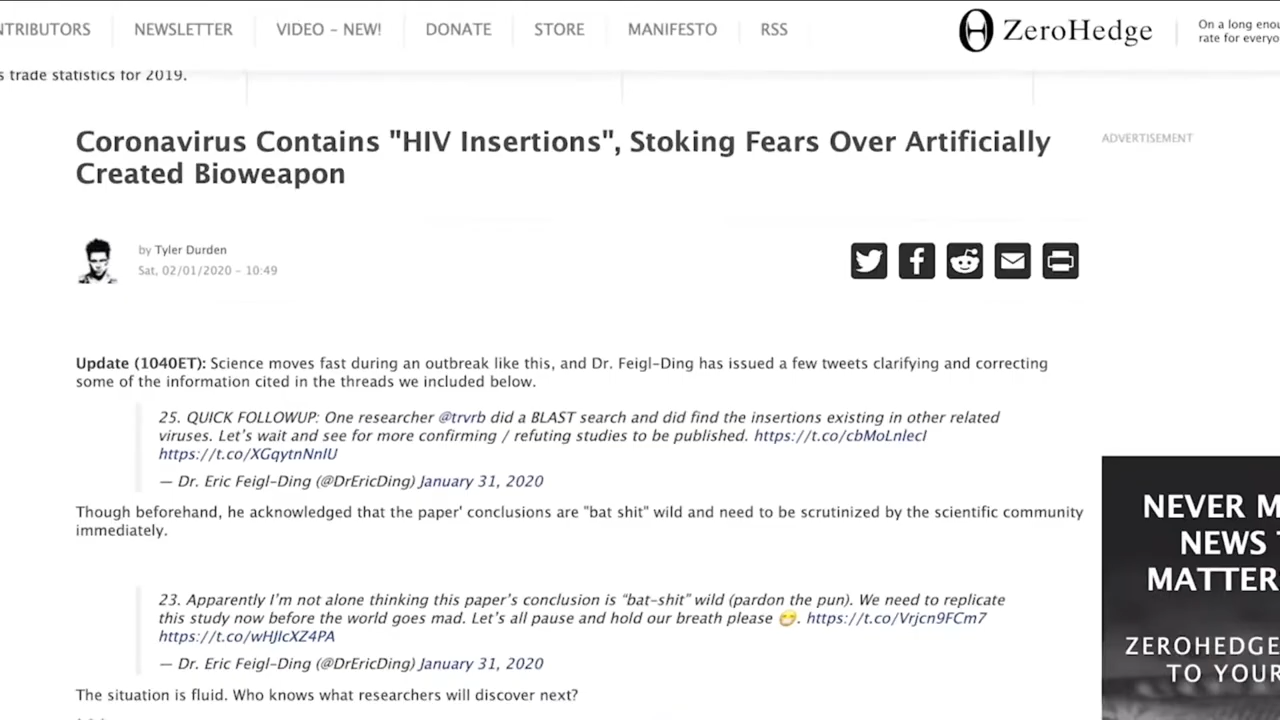 NTRIBUTORS NEWSLETTER VIDEO – NEW! DONATE STORE MANIFESTO RSS
ZeroHedge
On a long enou
rate for everyo
s trade statistics for 2019.
Coronavirus Contains "HIV Insertions", Stoking Fears Over Artificially
Created Bioweapon
ADVERTISEMENT
by Tyler Durden
Sat, 02/01/2020 – 10:49
Update (1040ET): Science moves fast during an outbreak like this, and Dr. Feigl-Ding has issued a few tweets clarifying and correcting
some of the information cited in the threads we included below.
25. QUICK FOLLOWUP: One researcher @trvrb did a BLAST search and did find the insertions existing in other related
viruses. Let's wait and see for more confirming / refuting studies to be published. https://t.co/cbMoLnlecI
https://t.co/XGqytnNnIU
— Dr. Eric Feigl-Ding (@DrEricDing) January 31, 2020
Though beforehand, he acknowledged that the paper' conclusions are "bat shit" wild and need to be scrutinized by the scientific community
immediately.
23. Apparently I'm not alone thinking this paper's conclusion is “bat-shit” wild (pardon the pun). We need to replicate
this study now before the world goes mad. Let's all pause and hold our breath please 😷. https://t.co/Vrjcn9FCm7
https://t.co/wHJIcXZ4PA
— Dr. Eric Feigl-Ding (@DrEricDing) January 31, 2020
The situation is fluid. Who knows what researchers will discover next?
NEVER M
NEWS T
MATTER
ZEROHEDGE
TO YOUR